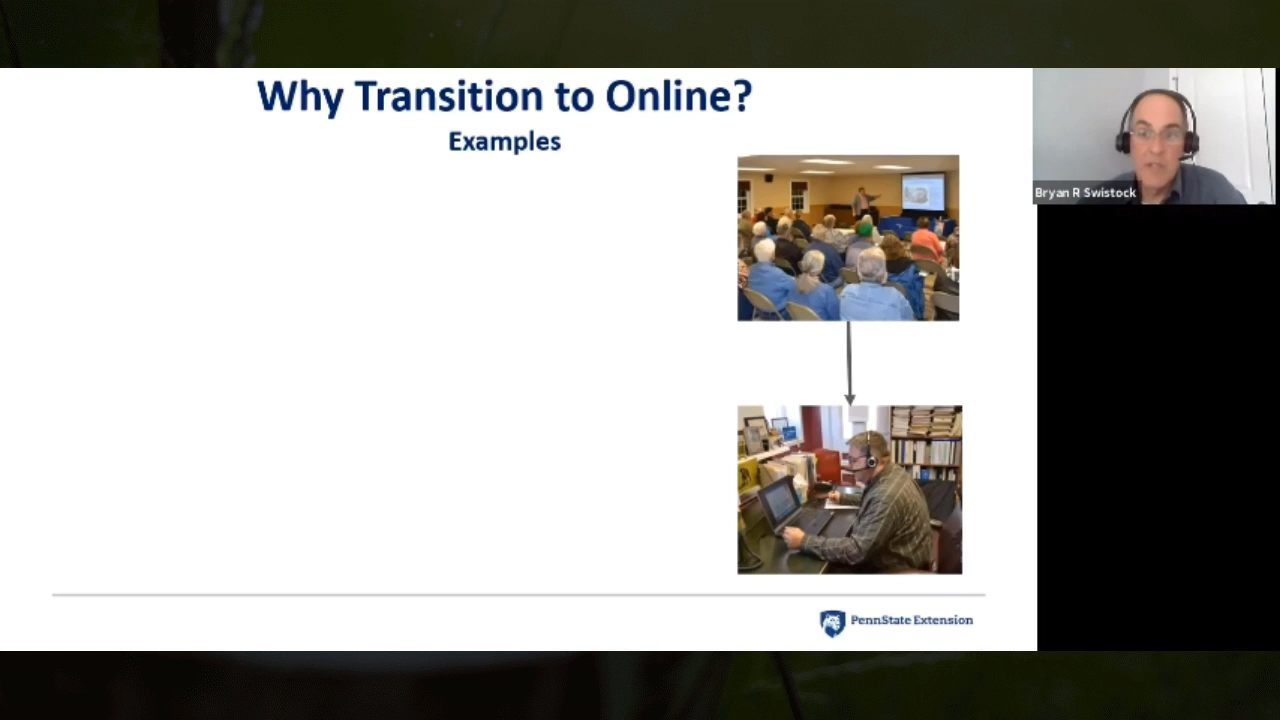 Why Transition to Online?
Examples
Bryan R Swistock
PennState Extension